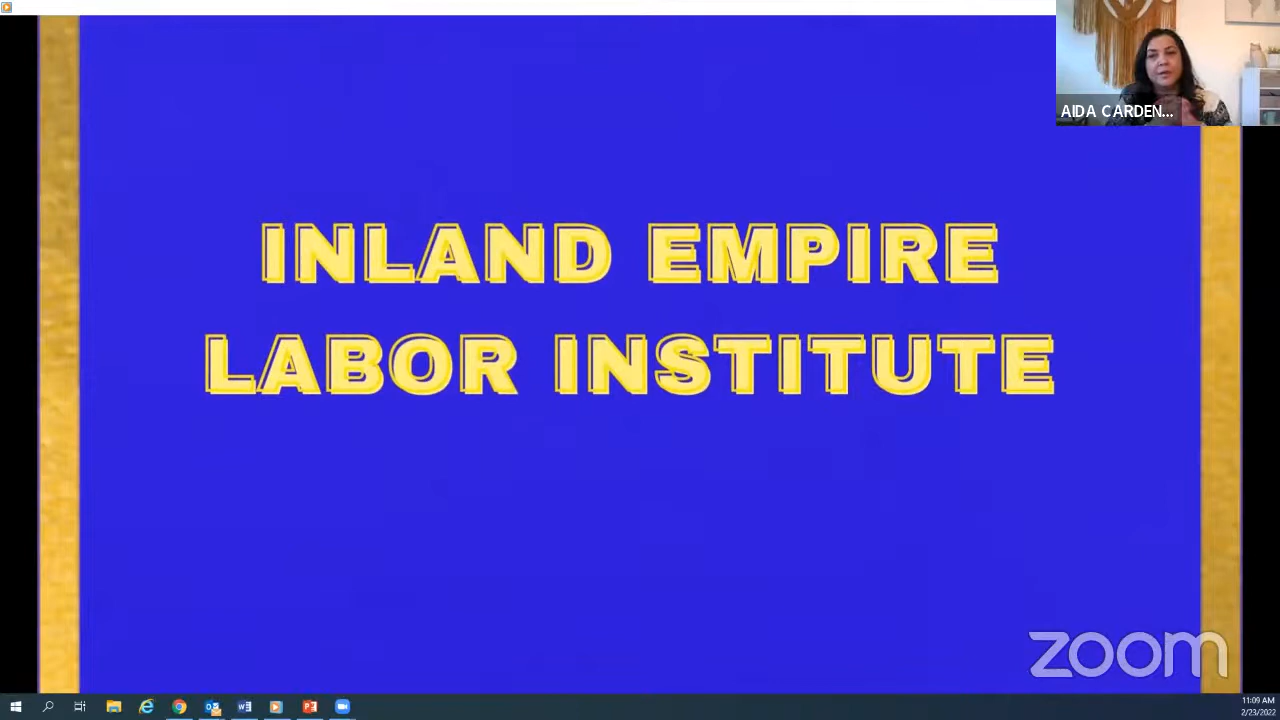 AIDA CARDEN...
INLAND EMPIRE
LABOR INSTITUTE
zoom
11:09 AM
2/23/2022